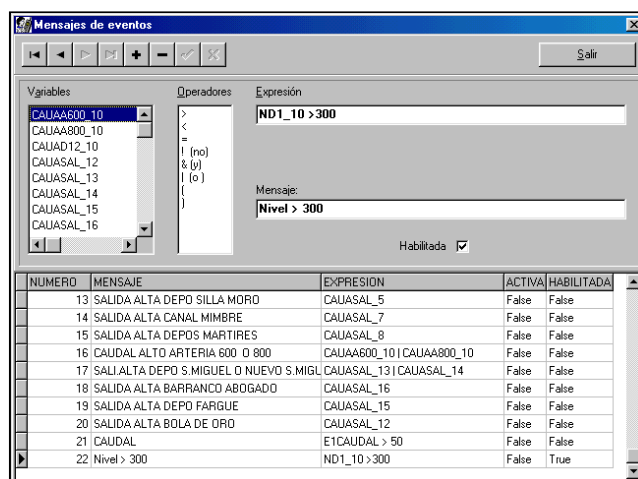 Mensajes de eventos
Salir
Variables
Operadores
Expresión
CAUAA600_10
CAUAA800_10
CAUAD12_10
CAUASAL_12
CAUASAL_13
CAUASAL_14
CAUASAL_15
CAUASAL_16
>
<
=
! (no)
& (y)
| (o )
(
)
ND1_10 >300
Mensaje:
Nivel > 300
Habilitada
NUMERO MENSAJE EXPRESION ACTIVA HABILITADA
13 SALIDA ALTA DEPO SILLA MORO CAUASAL_5 False False
14 SALIDA ALTA CANAL MIMBRE CAUASAL_7 False False
15 SALIDA ALTA DEPOS MARTIRES CAUASAL_8 False False
16 CAUDAL ALTO ARTERIA 600 O 800 CAUAA600_10 | CAUAA800_10 False False
17 SALI.ALTA DEPO S.MIGUEL O NUEVO S.MIGU CAUASAL_13 | CAUASAL_14 False False
18 SALIDA ALTA BARRANCO ABOGADO CAUASAL_16 False False
19 SALIDA ALTA DEPO FARGUE CAUASAL_15 False False
20 SALIDA ALTA BOLA DE ORO CAUASAL_12 False False
21 CAUDAL E1CAUDAL > 50 False False
22 Nivel > 300 ND1_10 >300 False True